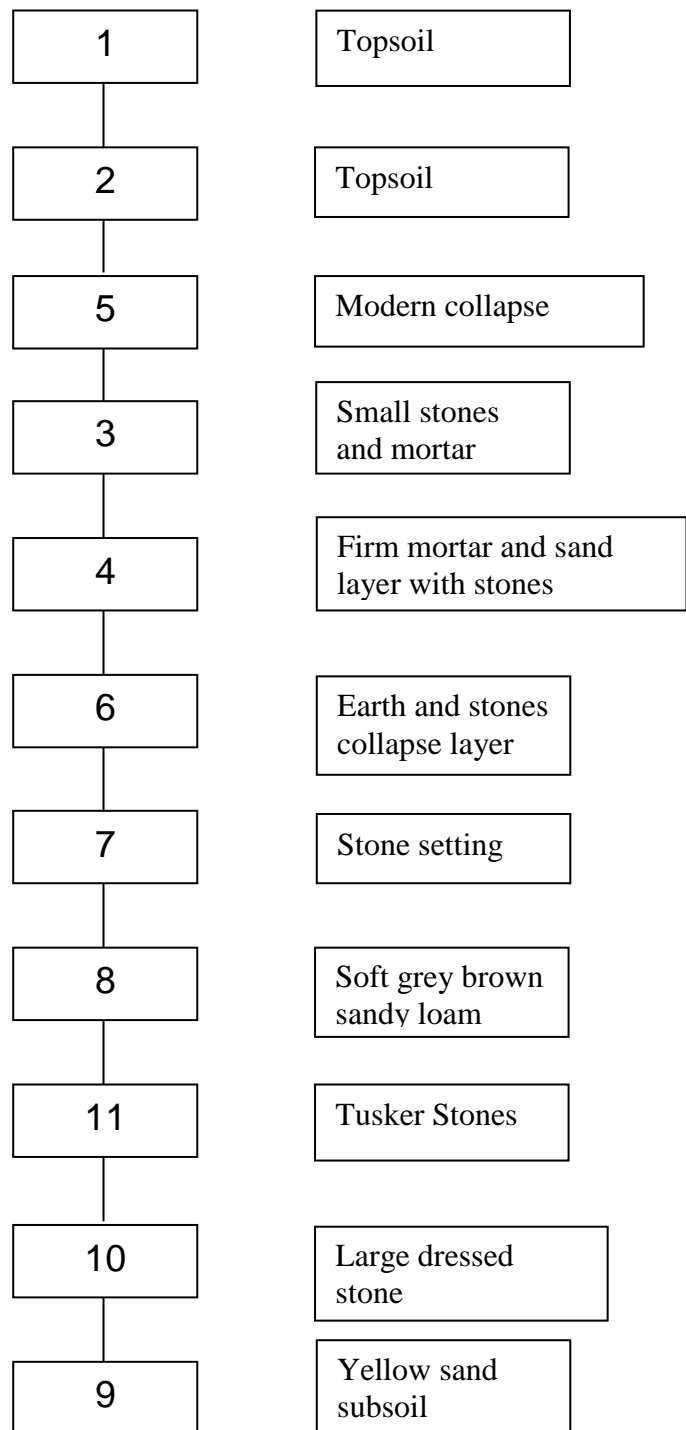 1
Topsoil
2
Topsoil
5
Modern collapse
3
Small stones
and mortar
4
Firm mortar and sand
layer with stones
6
Earth and stones
collapse layer
7
Stone setting
8
Soft grey brown
sandy loam
11
Tusker Stones
10
Large dressed
stone
9
Yellow sand
subsoil